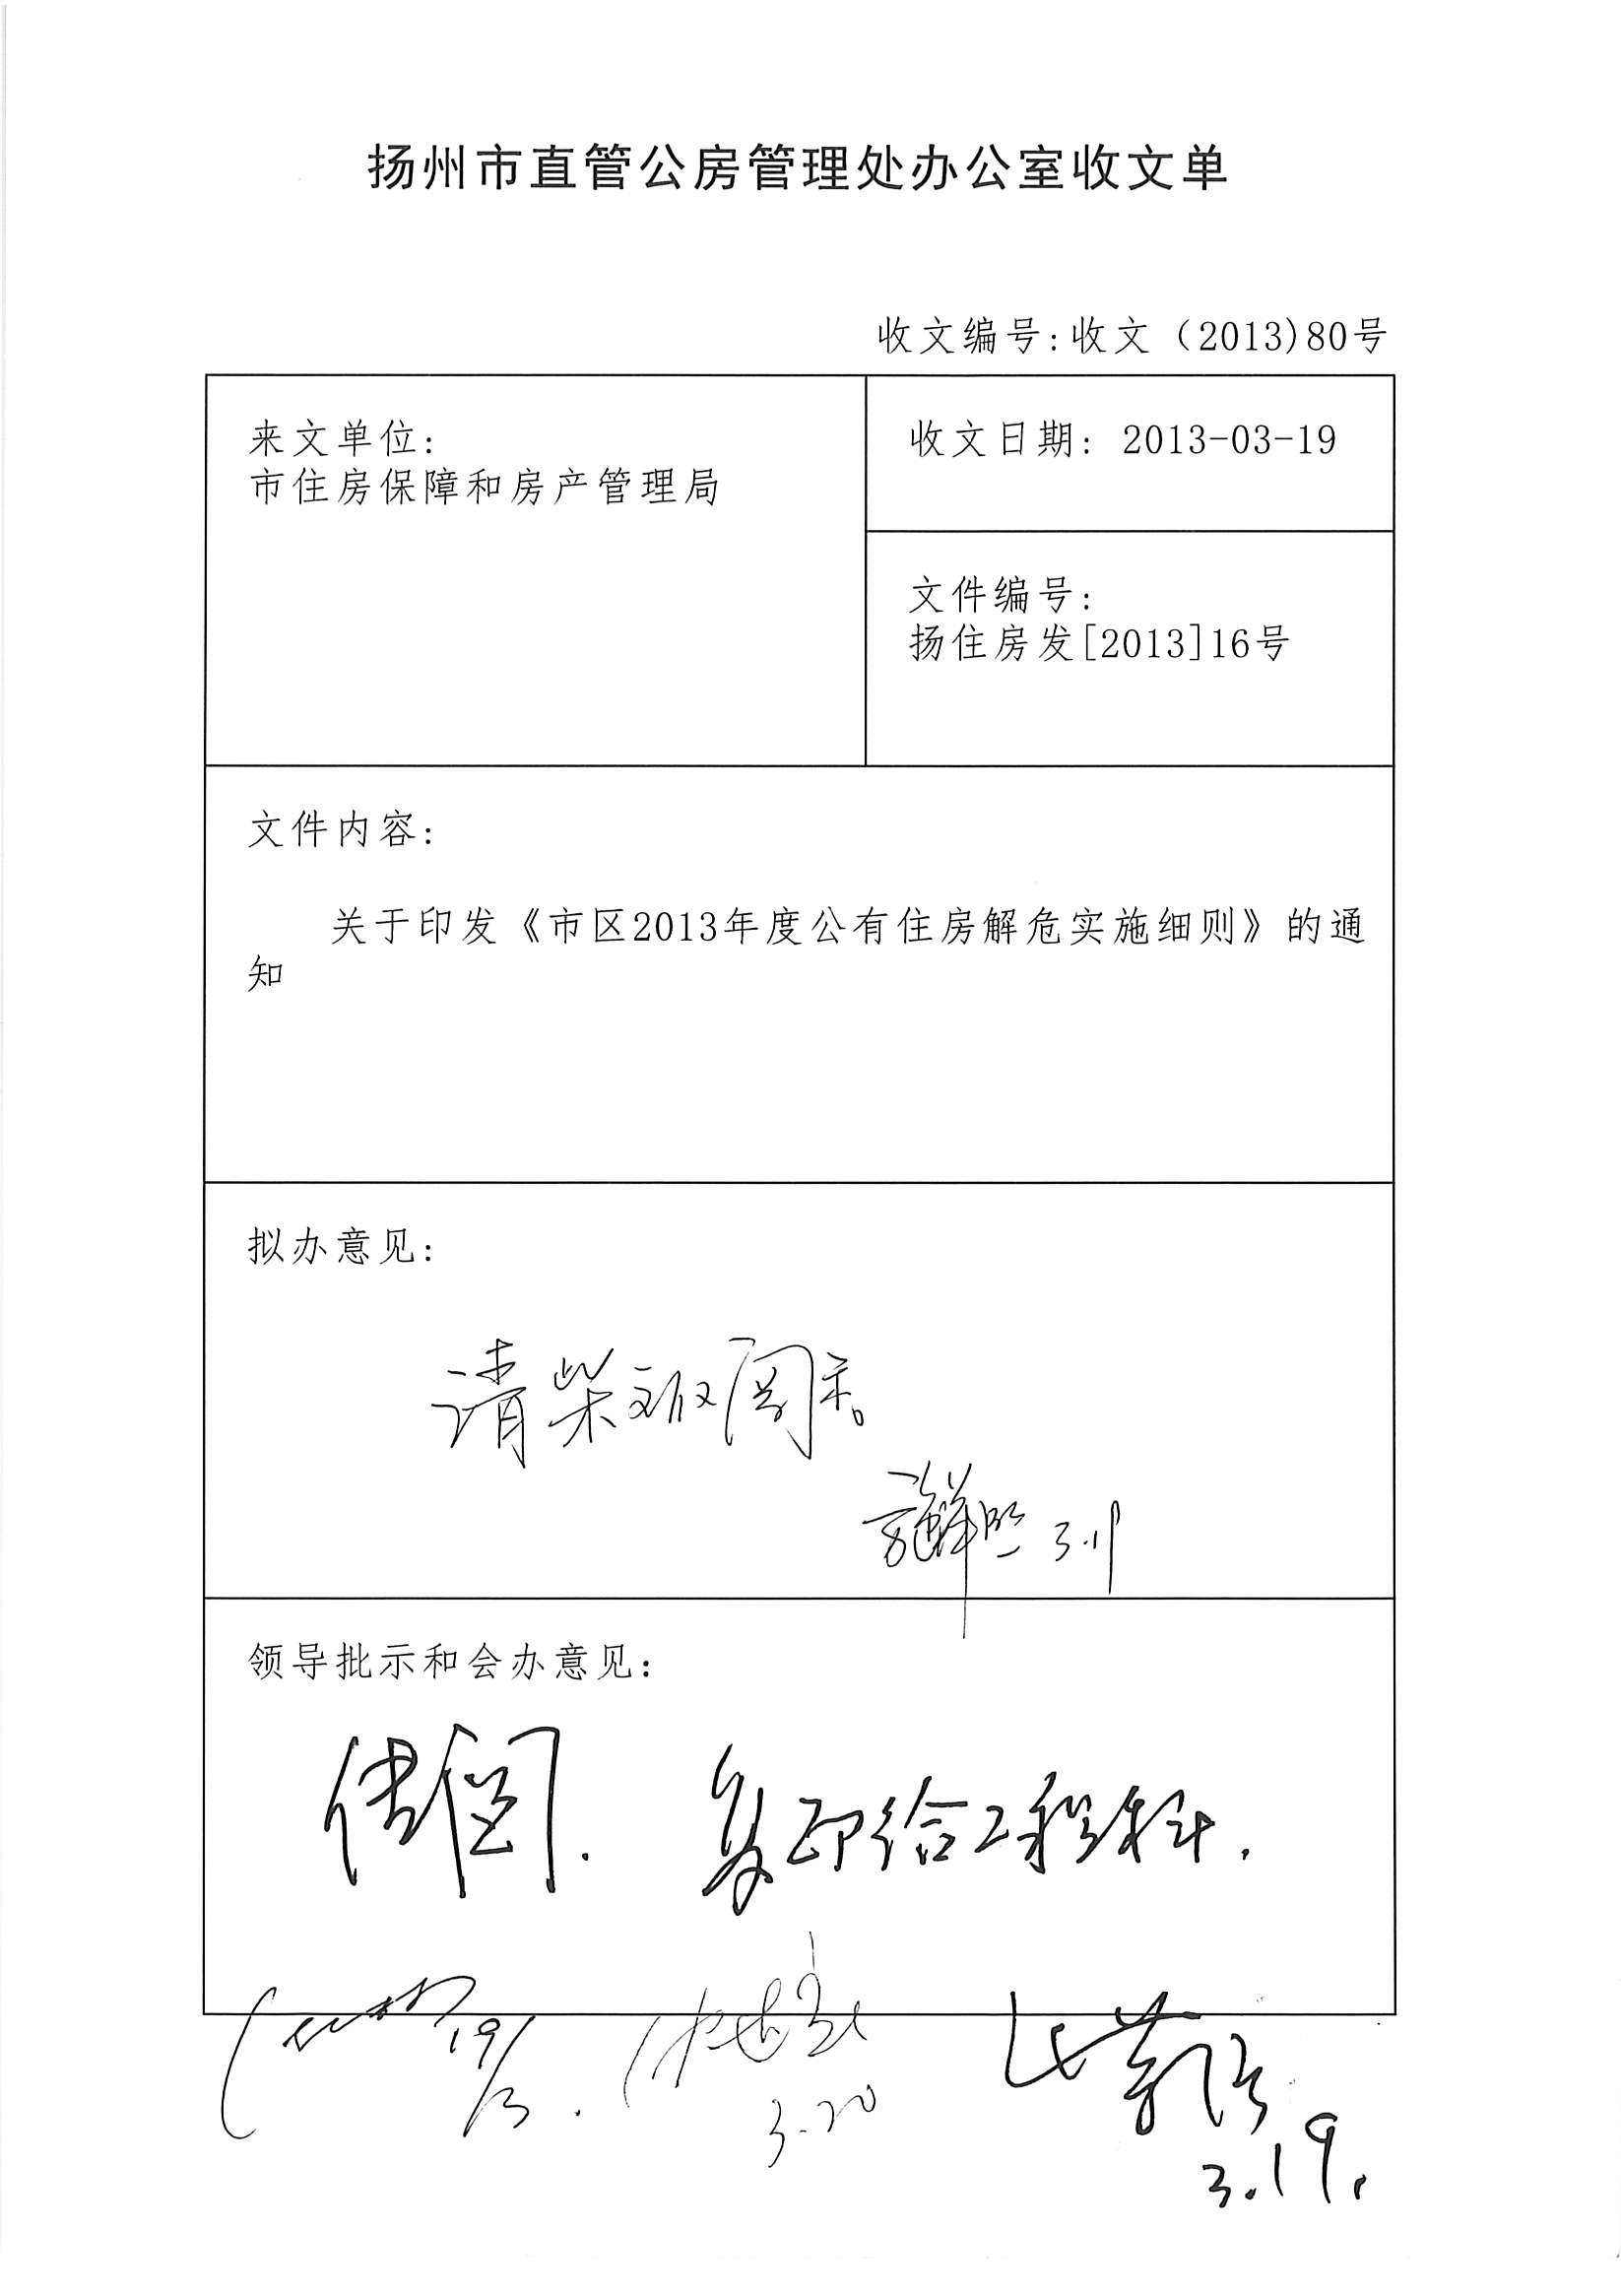 扬州市直管公房管理处办公室收文单
收文编号:收文（2013)80号
来文单位:
市住房保障和房产管理局
收文日期: 2013-03-19
文件编号:
扬住房发[2013]16号
文件内容:
关于印发《市区2013年度公有住房解危实施细则》的通
知
拟办意见:
请柴 阅示。
3.19
领导批示和会办意见:
传阅. 复印给工程科.
19/3.
3.20
3.19.